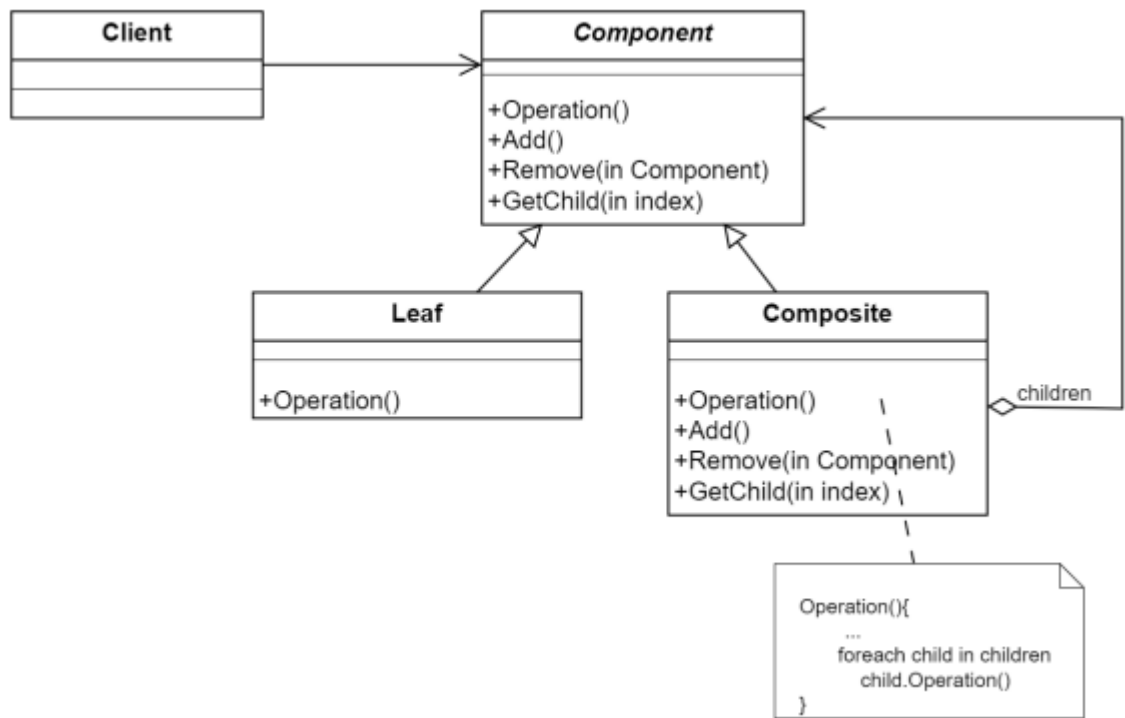 Client
Component
+Operation()
+Add()
+Remove(in Component)
+GetChild(in index)
Leaf
+Operation()
Composite
+Operation()
+Add()
+Remove(in Component)
+GetChild(in index)
children
Operation(){
...
foreach child in children
child.Operation()
}